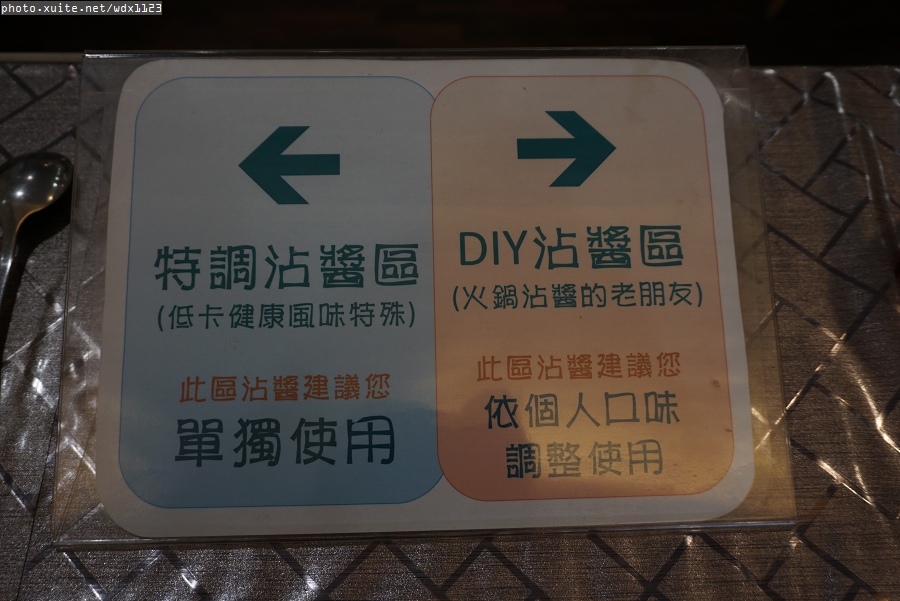 photo.xuite.net/wdx1123
特調沾醬區
(低卡健康風味特殊)
此區沾醬建議您
單獨使用
DIY沾醬區
(火鍋沾醬的老朋友)
此區沾醬建議您
依個人口味
調整使用